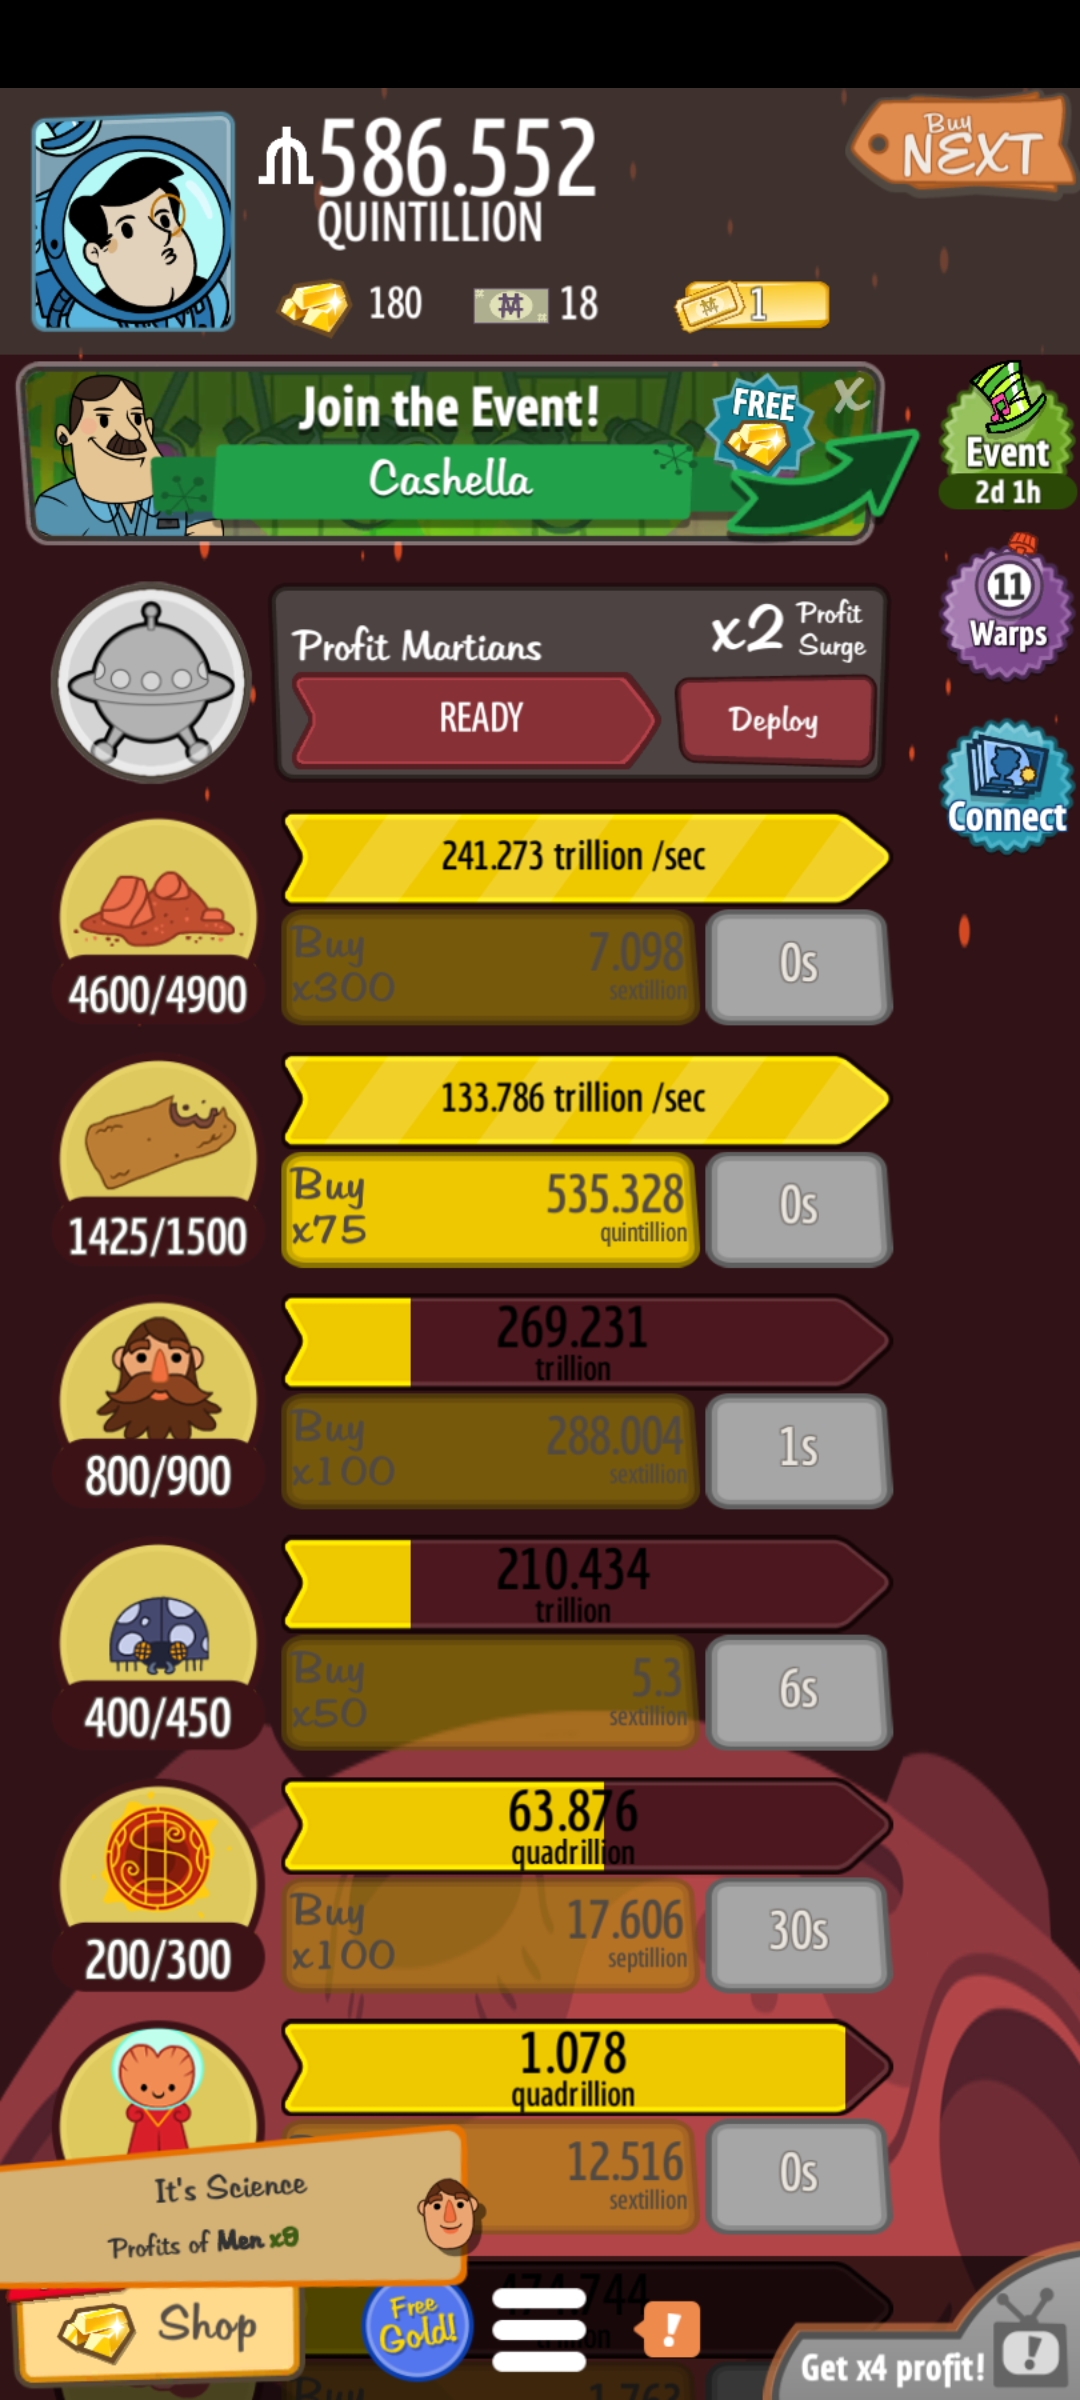 586.552
QUINTILLION
Buy
NEXT
180
18
1
Join the Event!
FREE
X
Cashella
Event
2d 1h
11
Warps
Connect
Profit Martians
x2 Profit Surge
READY
Deploy
241.273 trillion /sec
Buy
x300
7.098
sextillion
0s
4600/4900
133.786 trillion /sec
Buy
x75
535.328
quintillion
0s
1425/1500
269.231
trillion
Buy
x100
288.004
sextillion
1s
800/900
210.434
trillion
Buy
x50
5.3
sextillion
6s
400/450
63.876
quadrillion
Buy
x100
17.606
septillion
30s
200/300
1.078
quadrillion
12.516
sextillion
0s
It's Science
Profits of Men x9
474.744
Shop
Free
Gold!
!
Get x4 profit!
!
Buy
1.763